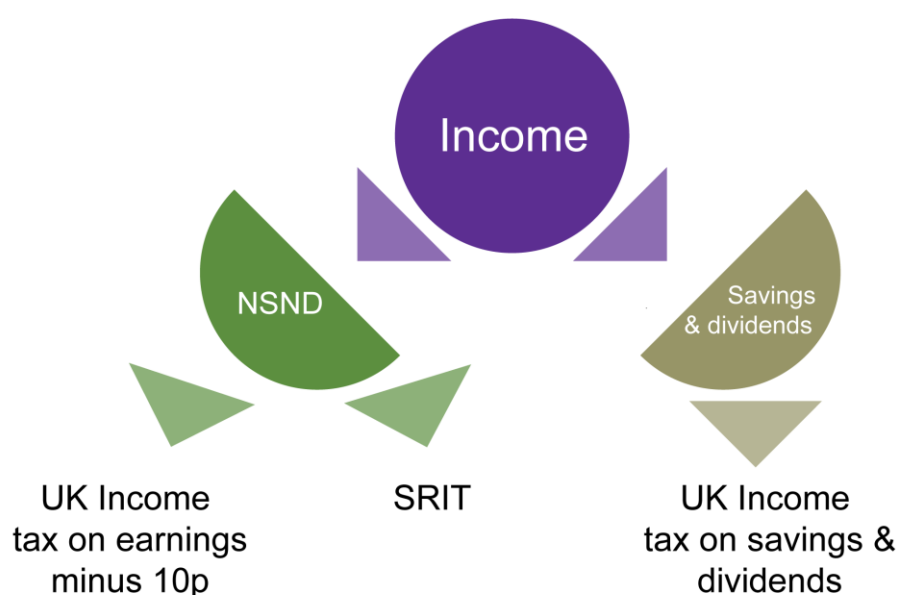 Income
NSND
Savings
& dividends
UK Income
tax on earnings
minus 10p
SRIT
UK Income
tax on savings &
dividends